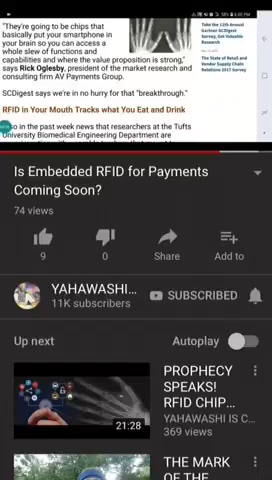 6:00 PM
"They're going to be chips that
basically put your smartphone in
your brain so you can access a
whole slew of functions and
capabilities and where the value proposition is strong,"
says Rick Oglesby, president of the market research and
consulting firm AV Payments Group.
SCDigest says we're in no hurry for that "breakthrough."
RFID in Your Mouth Tracks what You Eat and Drink
o in the past week news that researchers at the Tufts
University Biomedical Engineering Department are
Take the 12th Annual
Gartner-SCDigest
Survey, Get Valuable
Research
The State of Retail and
Vendor Supply Chain
Relations 2017 Survey
Is Embedded RFID for Payments
Coming Soon?
74 views
9
0
Share
Add to
YAHAWASHI...
11K subscribers
SUBSCRIBED
Up next
Autoplay
PROPHECY
SPEAKS!
RFID CHIP...
YAHAWASHI IS C...
369 views
21:28
THE MARK
OF THE